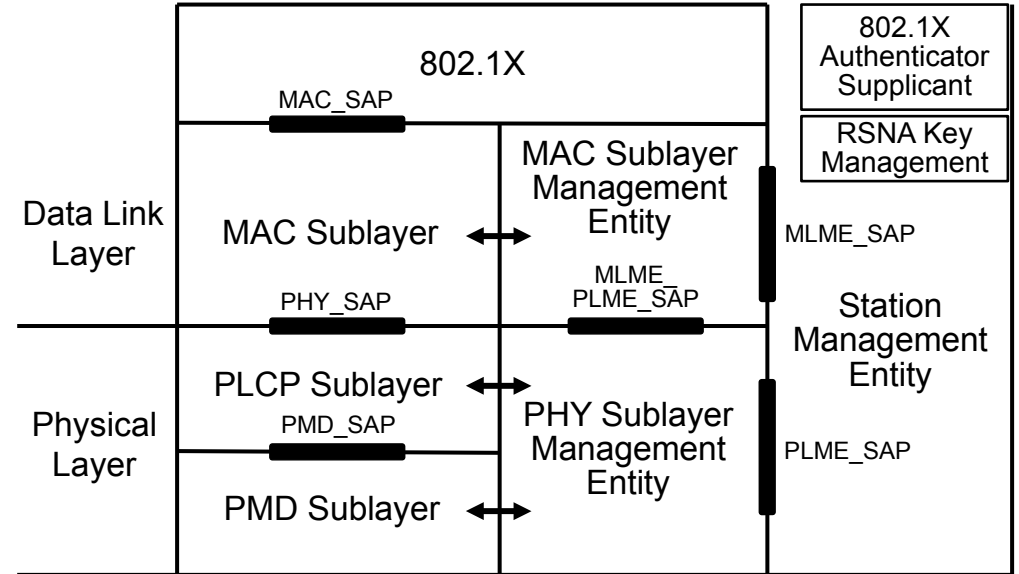 802.1X
802.1X
Authenticator
Supplicant
MAC_SAP
RSNA Key
Management
MAC Sublayer
Management
Entity
Data Link
Layer
MAC Sublayer
MLME_SAP
MLME_
PLME_SAP
PHY_SAP
Station
Management
Entity
PLCP Sublayer
Physical
Layer
PMD_SAP
PHY Sublayer
Management
Entity
PLME_SAP
PMD Sublayer